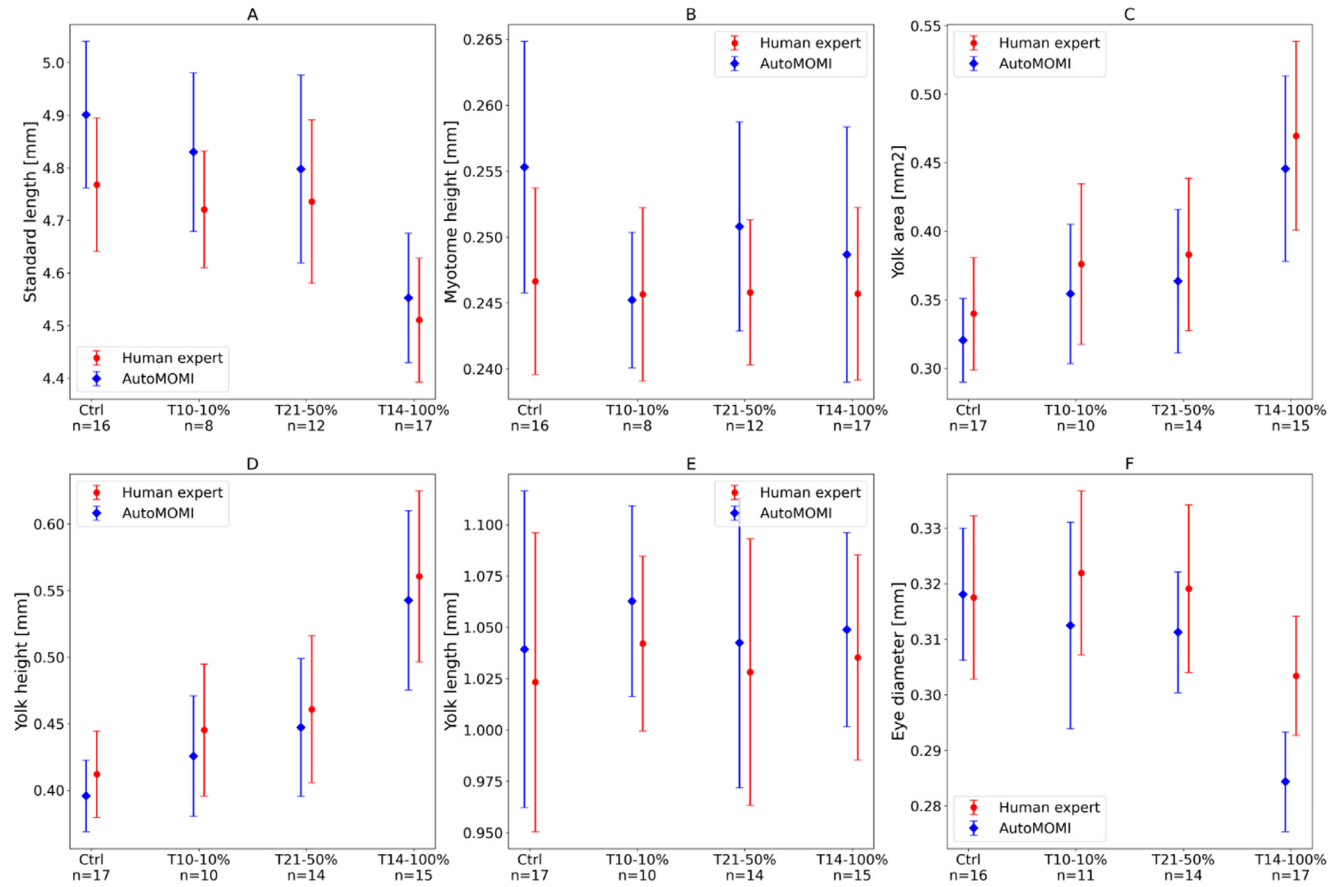 A
Standard length [mm]
5.0
4.9
4.8
4.7
4.6
4.5
4.4
Human expert
AutoMOMI
Ctrl T10-10% T21-50% T14-100%
n=16 n=8 n=12 n=17
B
Myotome height [mm]
0.265
0.260
0.255
0.250
0.245
0.240
Human expert
AutoMOMI
Ctrl T10-10% T21-50% T14-100%
n=16 n=8 n=12 n=17
C
Yolk area [mm2]
0.55
0.50
0.45
0.40
0.35
0.30
Human expert
AutoMOMI
Ctrl T10-10% T21-50% T14-100%
n=17 n=10 n=14 n=15
D
Yolk height [mm]
0.60
0.55
0.50
0.45
0.40
Human expert
AutoMOMI
Ctrl T10-10% T21-50% T14-100%
n=17 n=10 n=14 n=15
E
Yolk length [mm]
1.100
1.075
1.050
1.025
1.000
0.975
0.950
Human expert
AutoMOMI
Ctrl T10-10% T21-50% T14-100%
n=17 n=10 n=14 n=15
F
Eye diameter [mm]
0.33
0.32
0.31
0.30
0.29
0.28
Human expert
AutoMOMI
Ctrl T10-10% T21-50% T14-100%
n=16 n=11 n=14 n=17